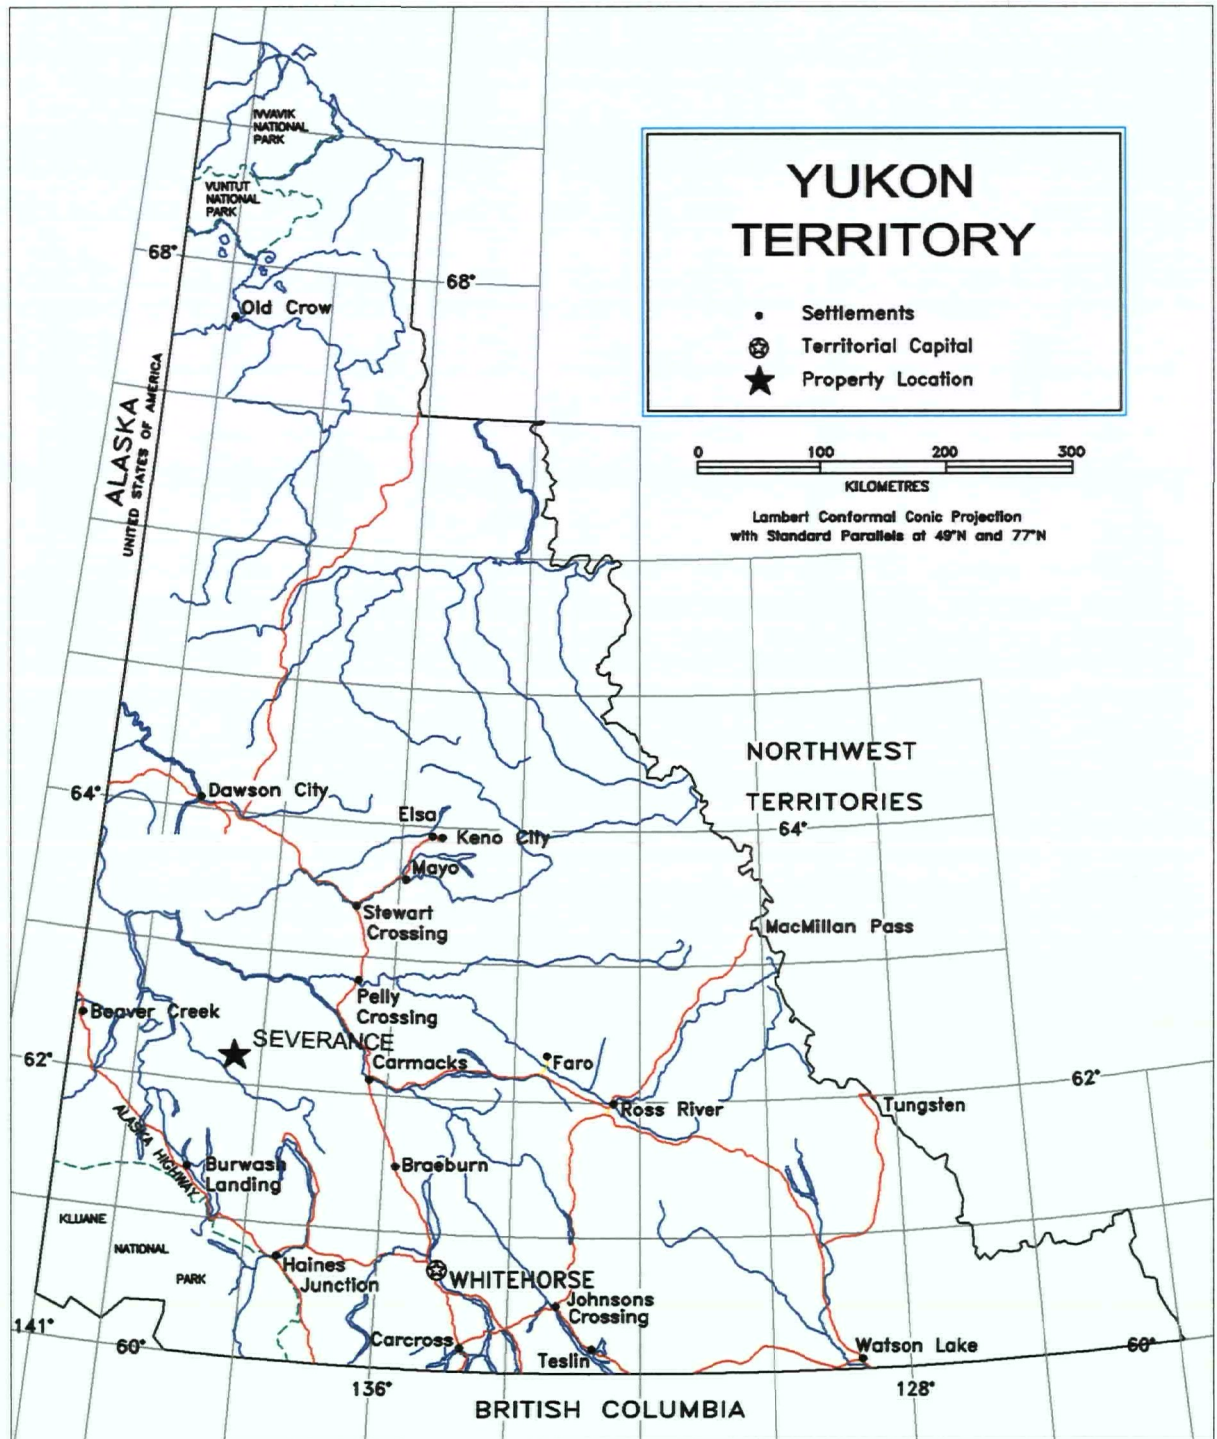 IVVAVIK
NATIONAL
PARK
VUNTUT
NATIONAL
PARK
YUKON
TERRITORY
Settlements
Territorial Capital
Property Location
68°
68°
Old Crow
ALASKA
UNITED STATES OF AMERICA
0 100 200 300
KILOMETRES
Lambert Conformal Conic Projection
with Standard Parallels at 49°N and 77°N
NORTHWEST
TERRITORIES
64°
Dawson City
64°
Elsa
Keno City
Mayo
Stewart
Crossing
MacMillan Pass
Pelly
Crossing
Beaver Creek
SEVERANCE
62°
Carmacks
Faro
62°
Ross River
Tungsten
ALASKA HIGHWAY
Burwash
Landing
Braeburn
KLUANE
NATIONAL
PARK
Haines
Junction
WHITEHORSE
Johnsons
Crossing
141°
60°
Carcross
Teslin
Watson Lake
60°
136°
128°
BRITISH COLUMBIA